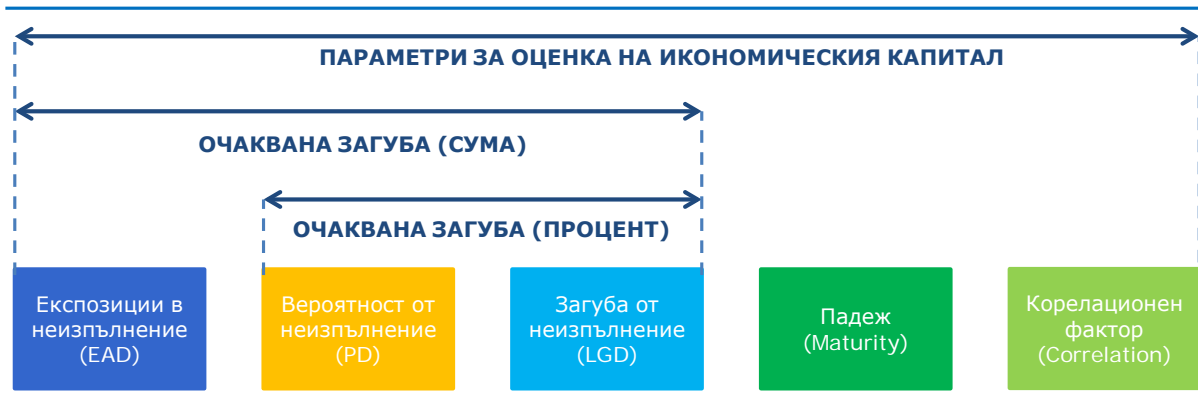 ПАРАМЕТРИ ЗА ОЦЕНКА НА ИКОНОМИЧЕСКИЯ КАПИТАЛ
ОЧАКВАНА ЗАГУБА (СУМА)
ОЧАКВАНА ЗАГУБА (ПРОЦЕНТ)
Експозиции в
неизпълнение
(EAD)
Вероятност от
неизпълнение
(PD)
Загуба от
неизпълнение
(LGD)
Падеж
(Maturity)
Корелационен
фактор
(Correlation)